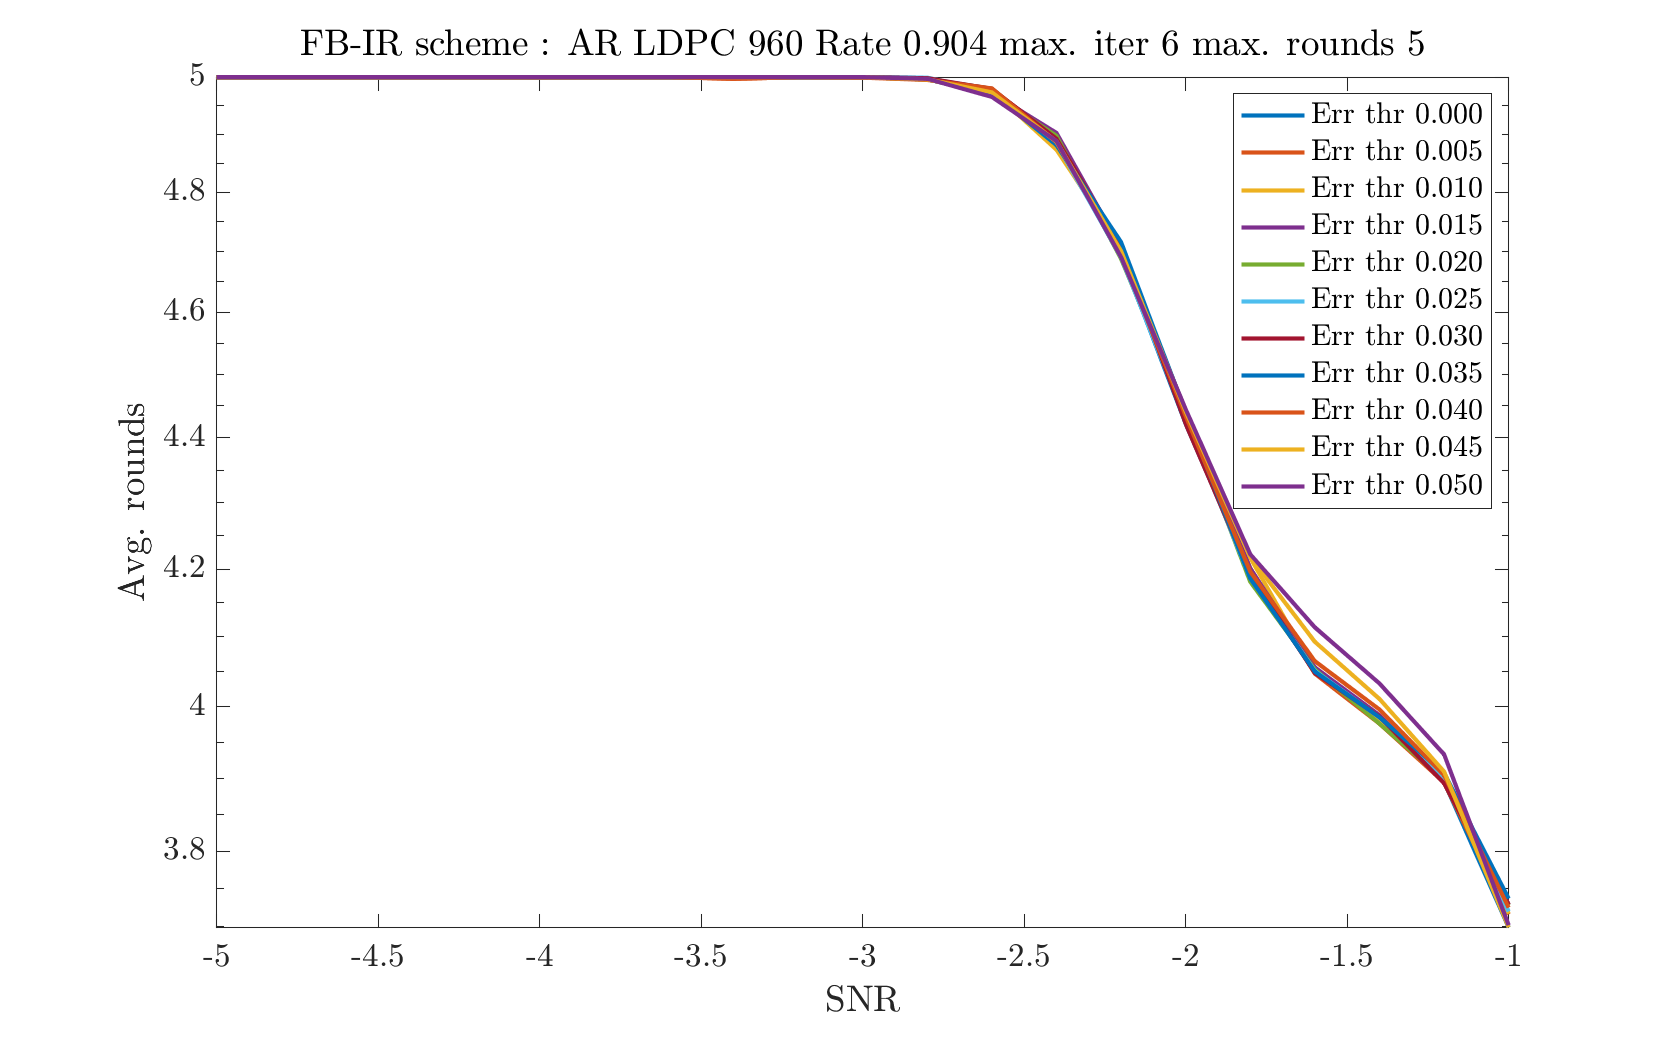 FB-IR scheme : AR LDPC 960 Rate 0.904 max. iter 6 max. rounds 5
5
4.8
4.6
4.4
4.2
4
3.8
Avg. rounds
Err thr 0.000
Err thr 0.005
Err thr 0.010
Err thr 0.015
Err thr 0.020
Err thr 0.025
Err thr 0.030
Err thr 0.035
Err thr 0.040
Err thr 0.045
Err thr 0.050
-5 -4.5 -4 -3.5 -3 -2.5 -2 -1.5 -1
SNR